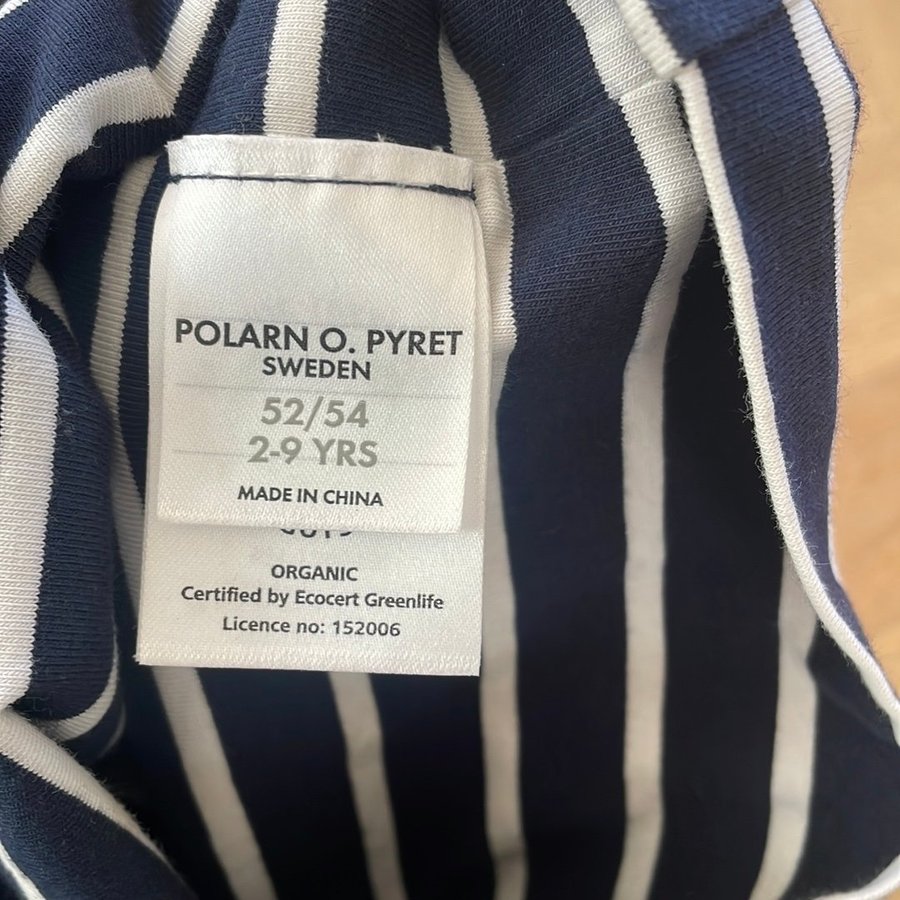 POLARN O. PYRET
SWEDEN
52/54
2-9 YRS
MADE IN CHINA
ORGANIC
Certified by Ecocert Greenlife
Licence no: 152006